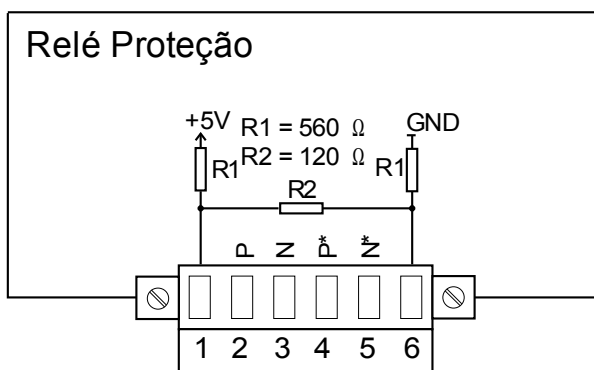 Relé Proteção
+5V R1 = 560 Ω GND
R1 R2 = 120 Ω R1
R2
P N P* N*
1 2 3 4 5 6